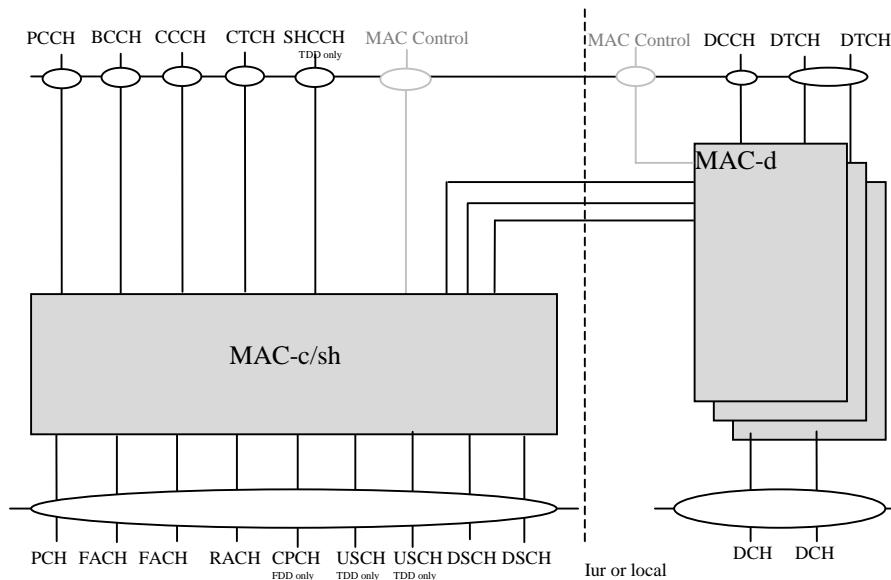 PCCH BCCH CCCH CTCH SHCCH MAC Control MAC Control DCCH DTCH DTCH
TDD only
MAC-d
MAC-c/sh
PCH FACH FACH RACH CPCH USCH USCH DSCH DSCH DCH DCH
FDD only TDD only TDD only
Iur or local